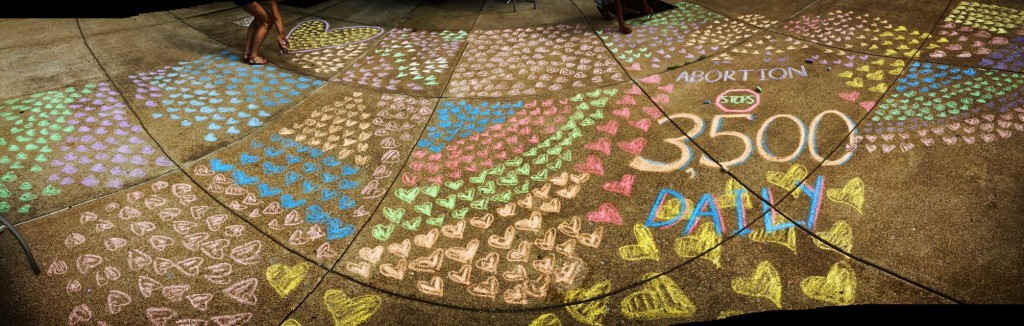 ABORTION
STOPS
3,500
DAILY